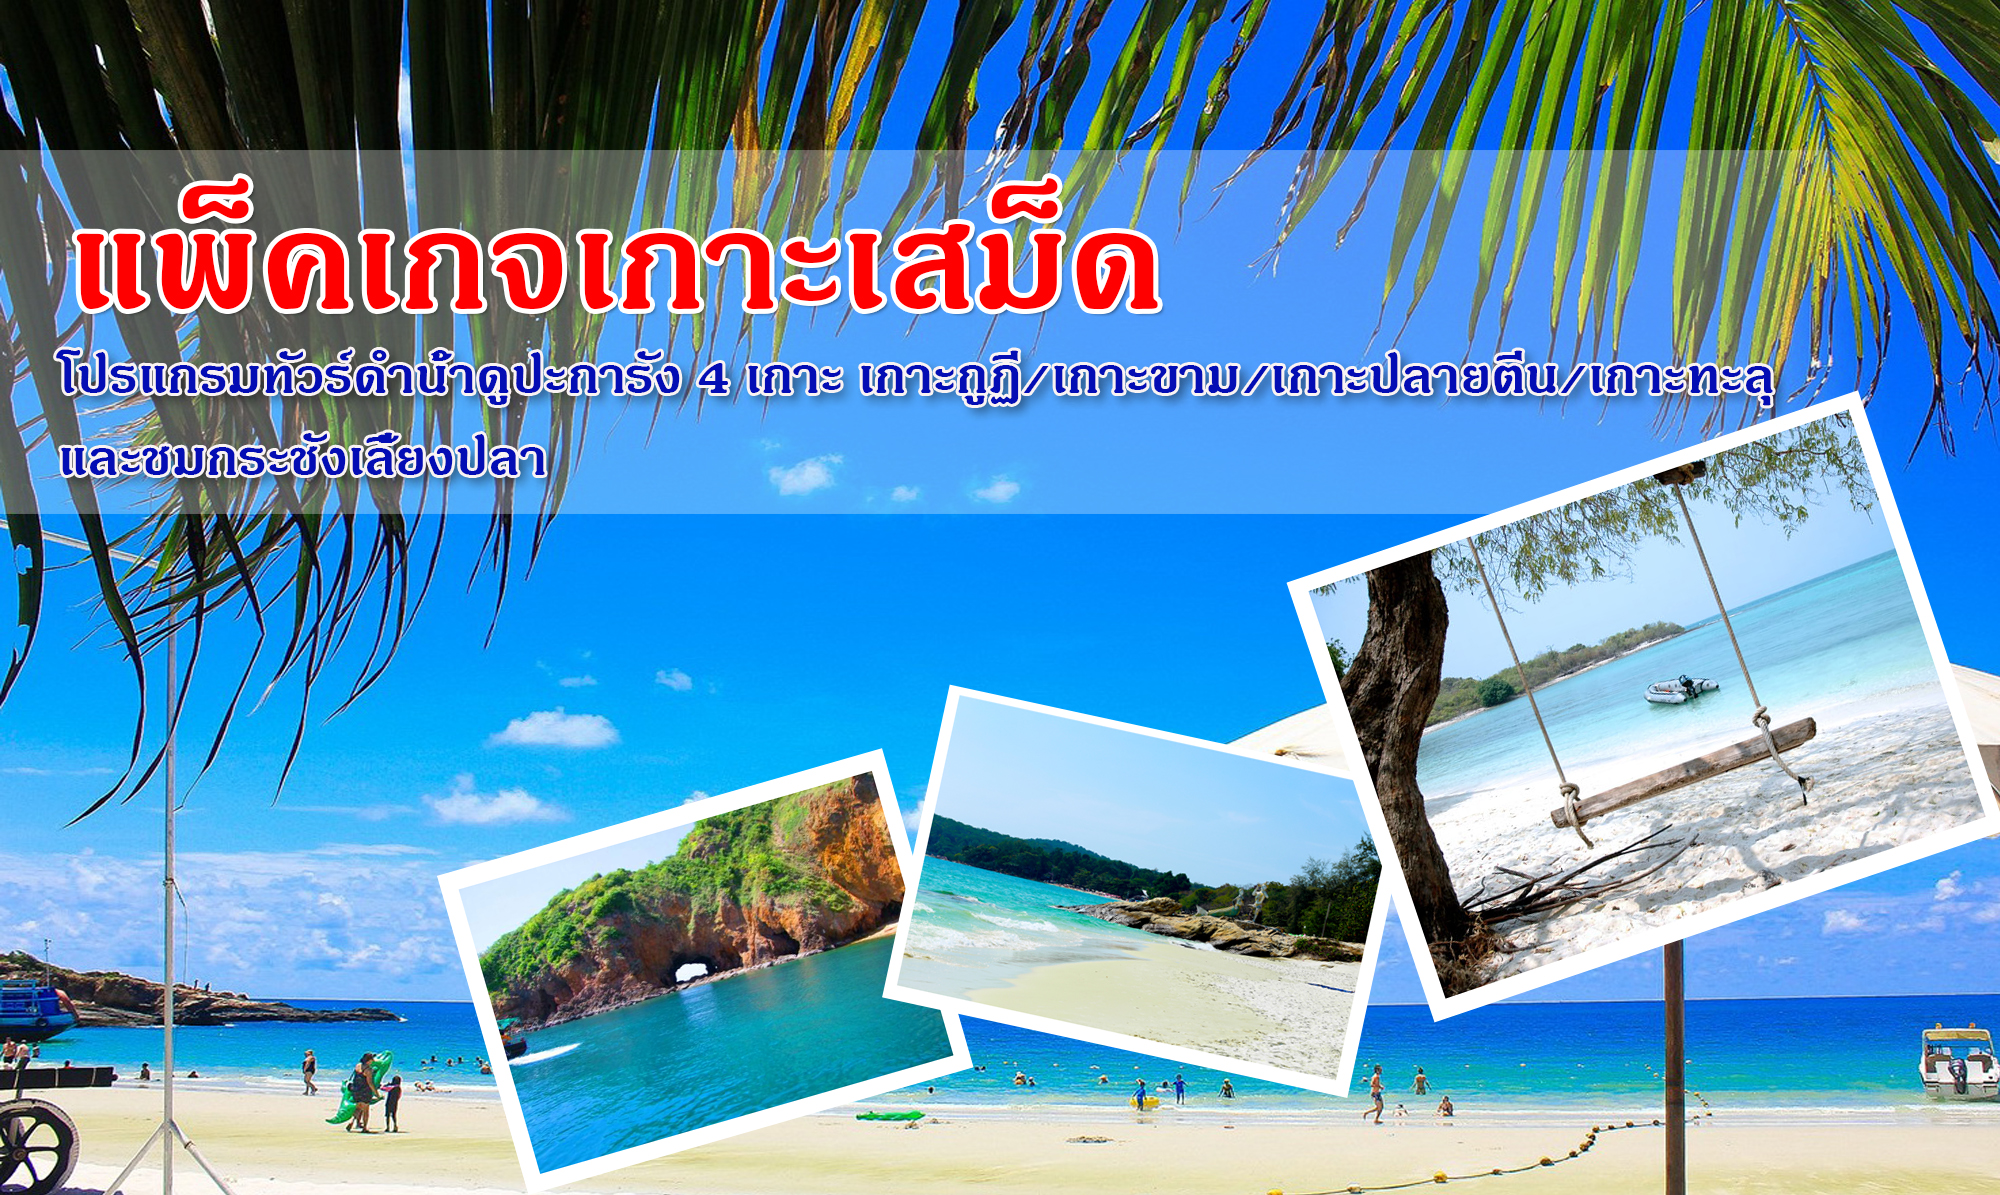 แพ็คเกจเกาะเสม็ด
โปรแกรมทัวร์ดำน้ำดูปะการัง 4 เกาะ เกาะกูฏี/เกาะขาม/เกาะปลายตีน/เกาะทะลุ
และชมกระชังเลี้ยงปลา